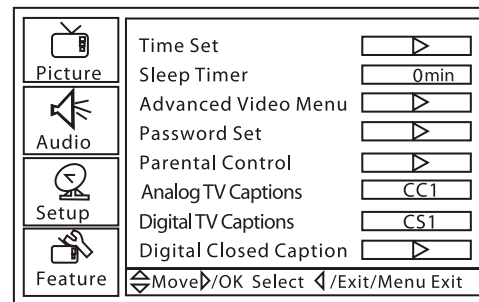 Picture
Audio
Setup
Feature
Time Set
Sleep Timer 0min
Advanced Video Menu
Password Set
Parental Control
Analog TV Captions CC1
Digital TV Captions CS1
Digital Closed Caption
Move /OK Select /Exit/Menu Exit